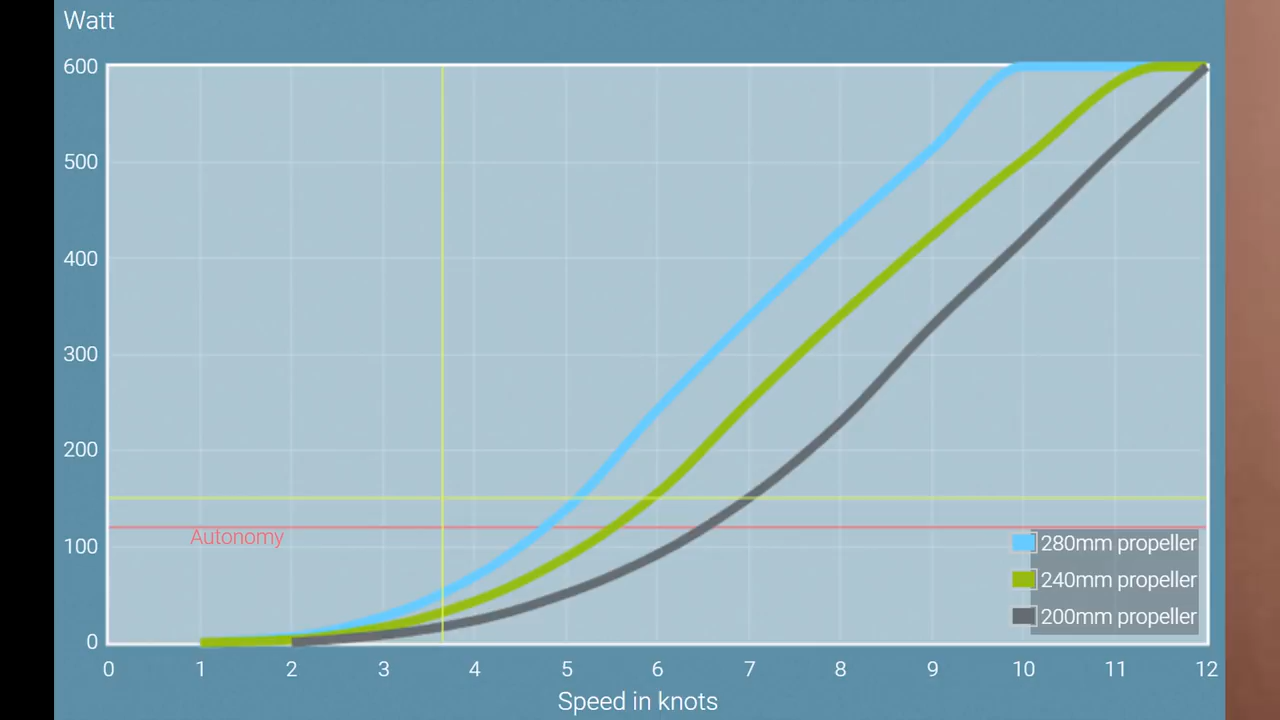 Watt
600
500
400
300
200
100
0
Autonomy
280mm propeller
240mm propeller
200mm propeller
0 1 2 3 4 5 6 7 8 9 10 11 12
Speed in knots